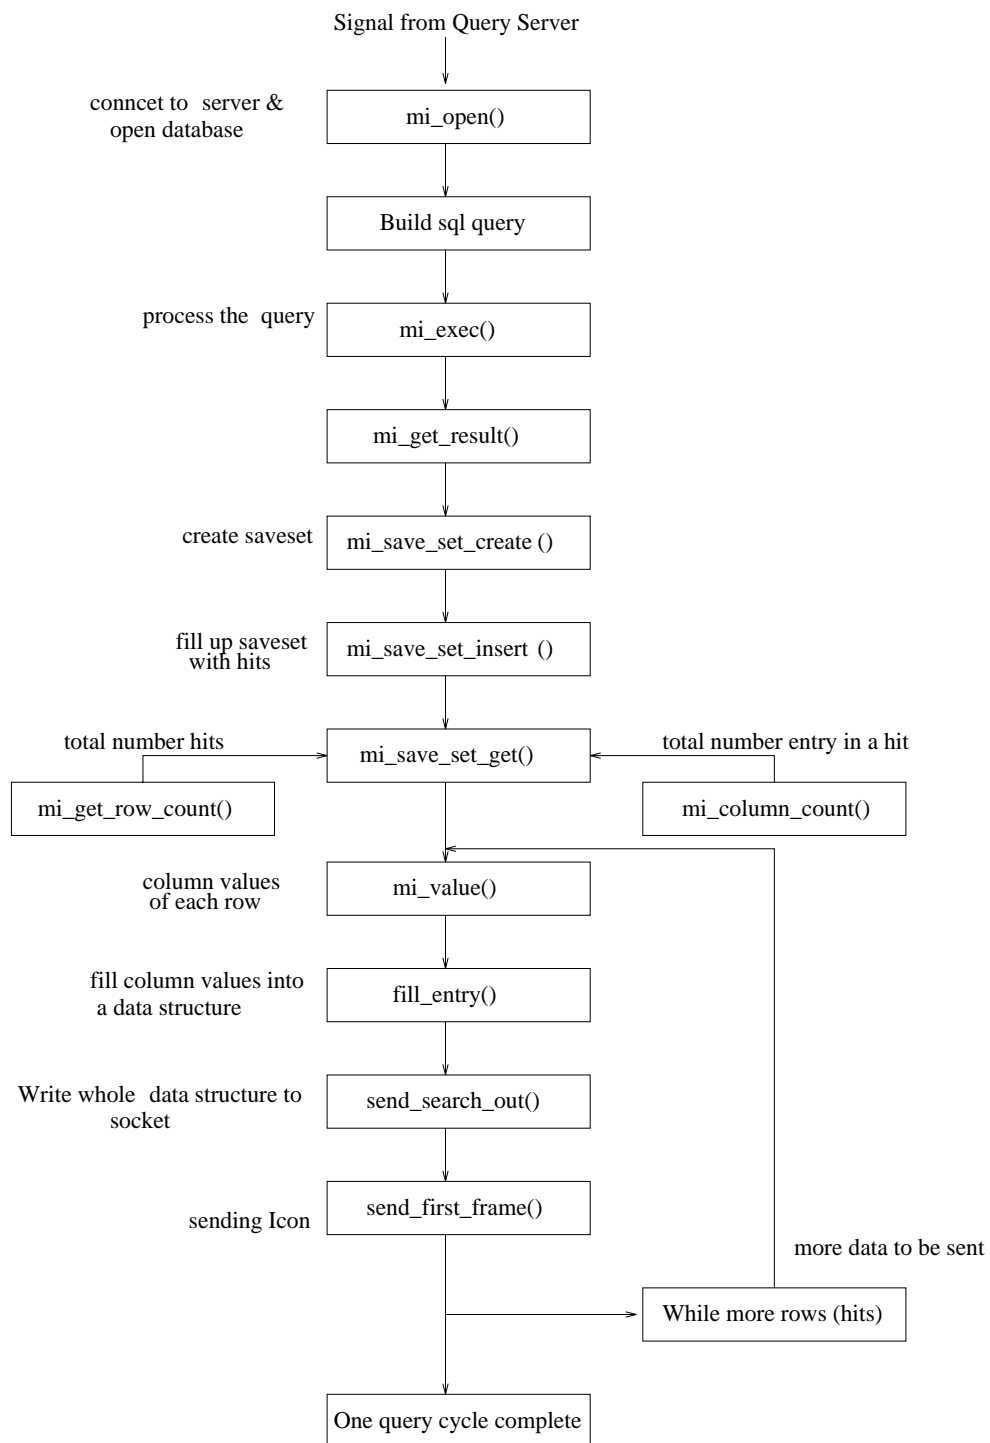 Signal from Query Server
conncet to server &
open database
mi_open()
Build sql query
process the query
mi_exec()
mi_get_result()
create saveset
mi_save_set_create ()
fill up saveset
with hits
mi_save_set_insert ()
total number hits
mi_save_set_get()
total number entry in a hit
mi_get_row_count()
mi_column_count()
column values
of each row
mi_value()
fill column values into
a data structure
fill_entry()
Write whole data structure to
socket
send_search_out()
sending Icon
send_first_frame()
more data to be sent
While more rows (hits)
One query cycle complete